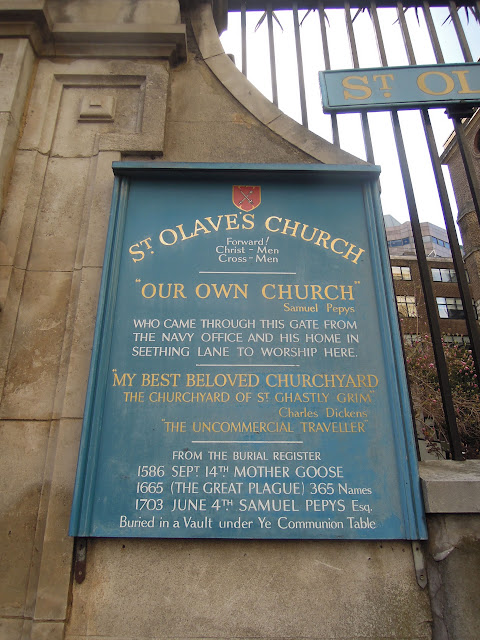 ST. OLA
ST. OLAVE'S CHURCH
Forward!
Christ-Men
Cross-Men
"OUR OWN CHURCH"
Samuel Pepys
WHO CAME THROUGH THIS GATE FROM
THE NAVY OFFICE AND HIS HOME IN
SEETHING LANE TO WORSHIP HERE.
"MY BEST BELOVED CHURCHYARD
THE CHURCHYARD OF ST. GHASTLY GRIM"
Charles Dickens
"THE UNCOMMERCIAL TRAVELLER"
FROM THE BURIAL REGISTER
1586 SEPT 14TH MOTHER GOOSE
1665 (THE GREAT PLAGUE) 365 Names
1703 JUNE 4TH SAMUEL PEPYS Esq.
Buried in a Vault under Ye Communion Table